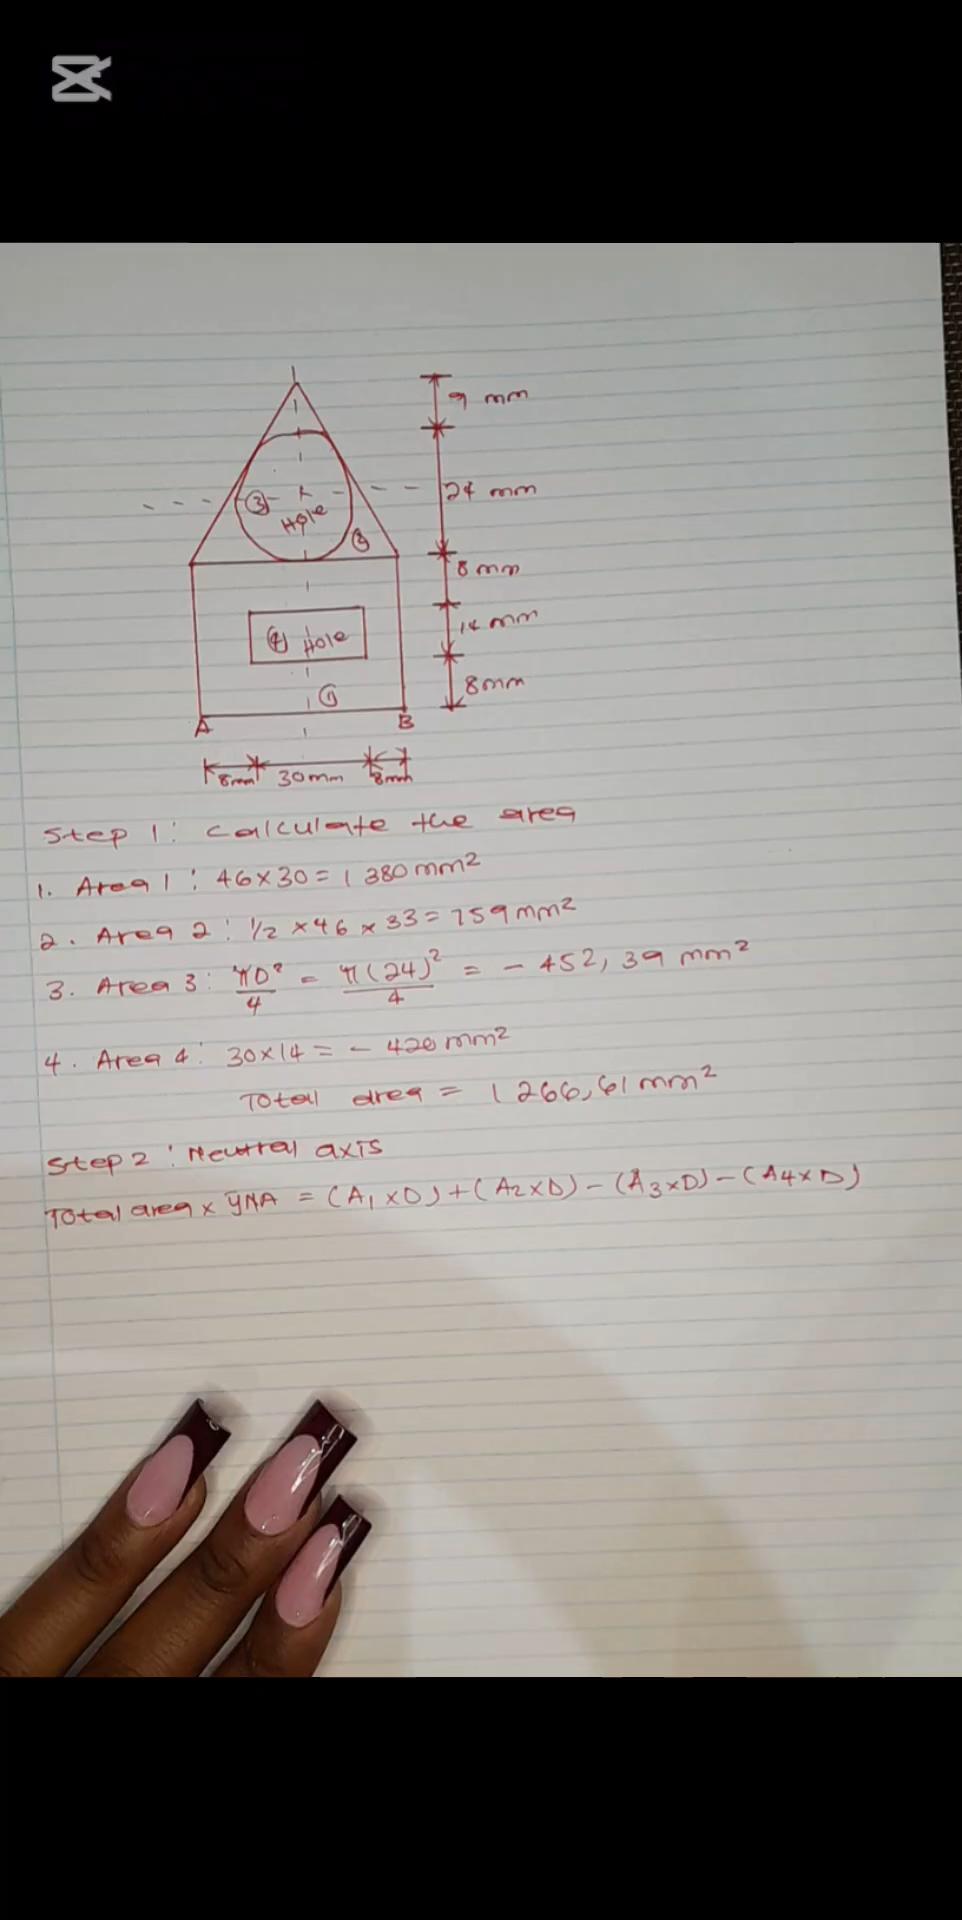 9 mm
24 mm
③
Hole
②
8 mm
14 mm
④ Hole
8mm
①
A
B
8mm 30mm 8mm
Step 1: Calculate the area
1. Area 1: 46×30 = 1 380 mm²
2. Area 2: 1/2 ×46 × 33 = 759 mm²
3. Area 3: πD²/4 = π(24)²/4 = - 452,39 mm²
4. Area 4: 30×14 = - 420 mm²
Total area = 1 266,61 mm²
Step 2: Neutral axis
Total area × ȳNA = (A₁×D)+(A2×D)-(A3×D)-(A4×D)